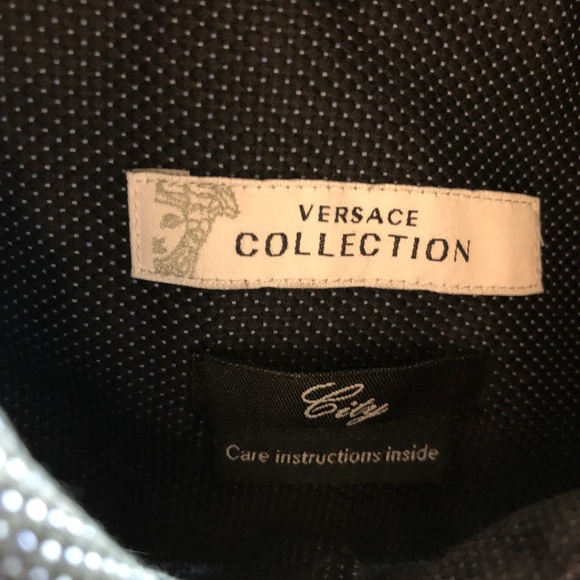 VERSACE
COLLECTION
City
Care instructions inside